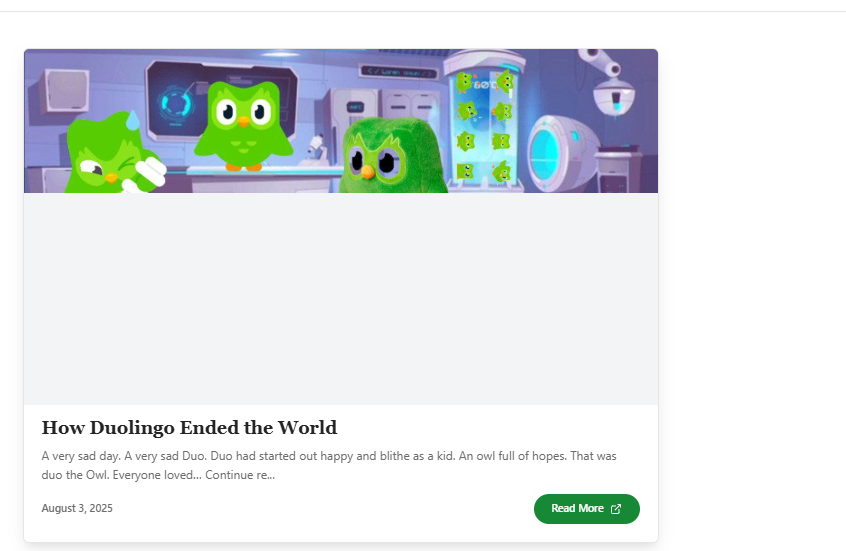 How Duolingo Ended the World
A very sad day. A very sad Duo. Duo had started out happy and blithe as a kid. An owl full of hopes. That was
duo the Owl. Everyone loved... Continue re...
August 3, 2025
Read More